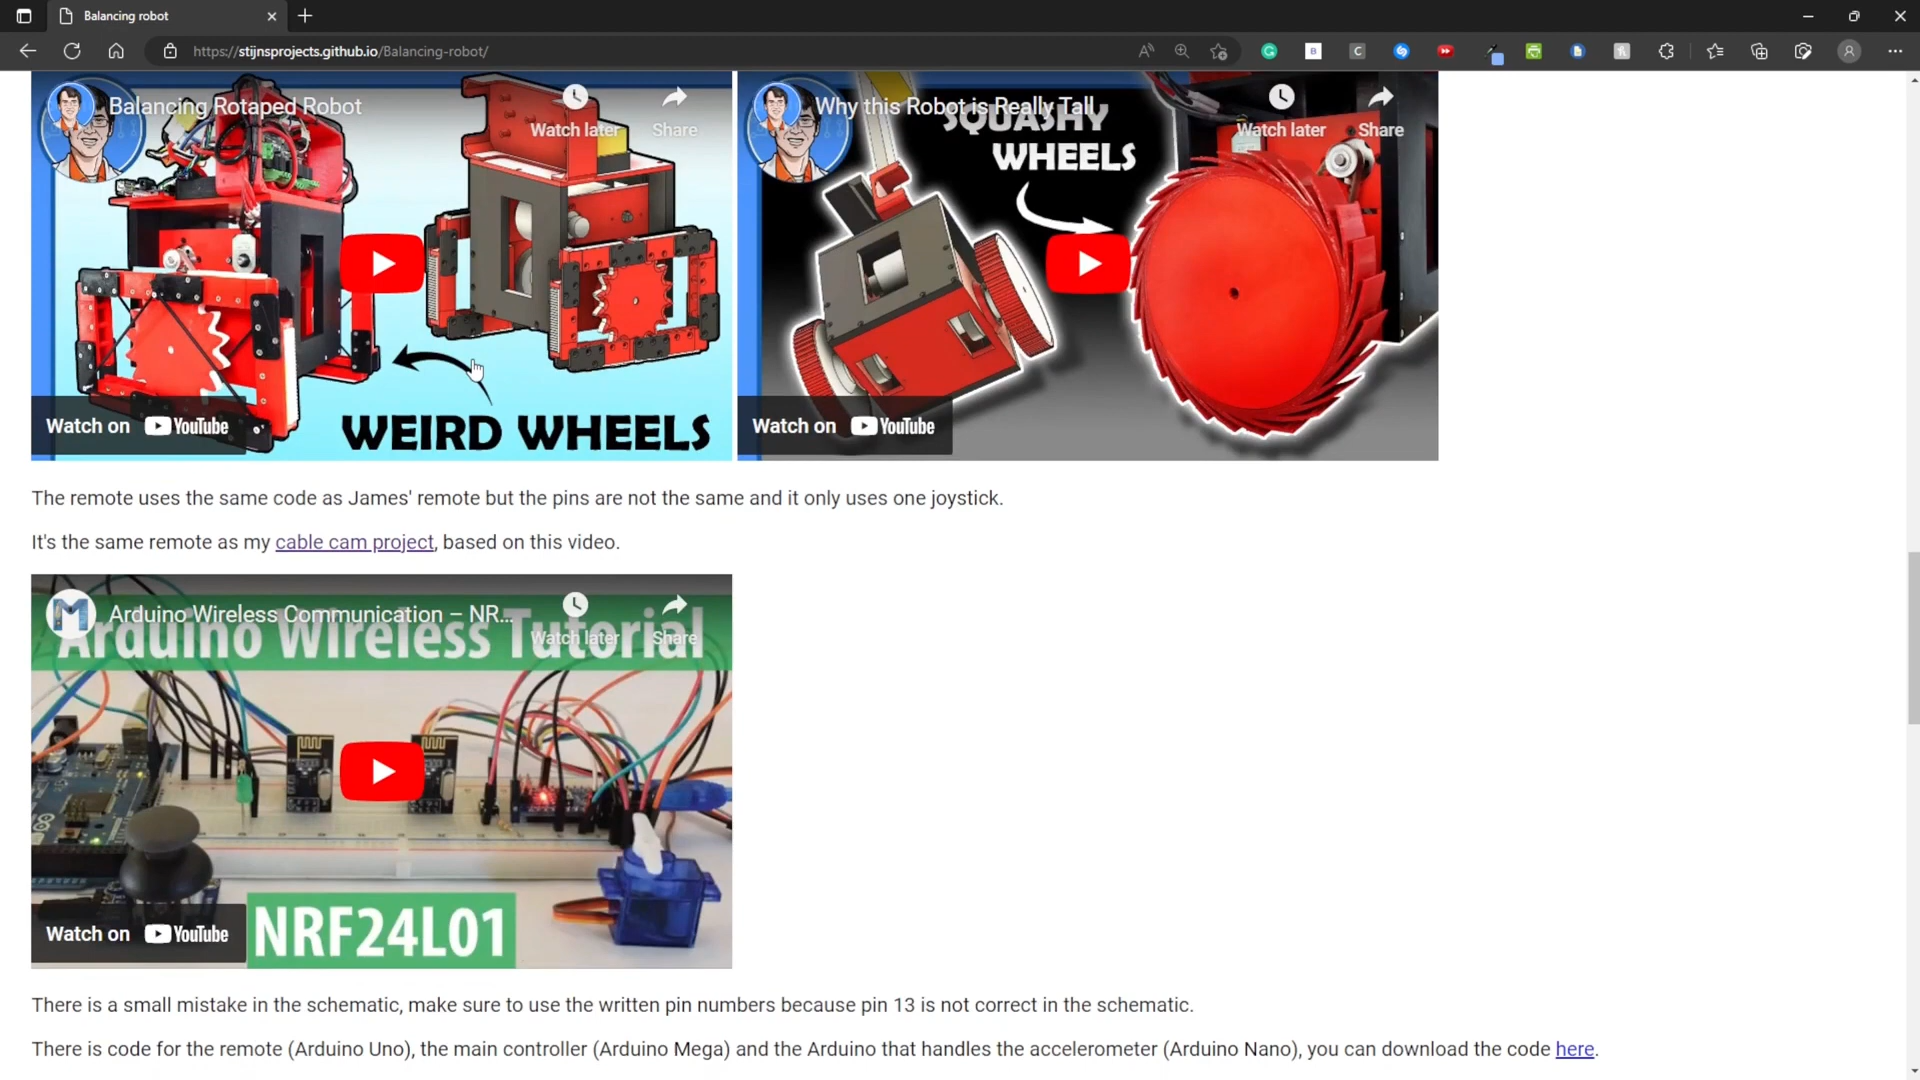 Balancing robot
https://stijnsprojects.github.io/Balancing-robot/
Balancing Rotaped Robot
Watch later
Share
WEIRD WHEELS
Watch on YouTube
Why this Robot is Really Tall
Watch later
Share
SQUASHY
WHEELS
Watch on YouTube
The remote uses the same code as James' remote but the pins are not the same and it only uses one joystick.
It's the same remote as my cable cam project, based on this video.
Arduino Wireless Communication – NR...
Watch later
Share
Arduino Wireless Tutorial
Watch on YouTube
NRF24L01
There is a small mistake in the schematic, make sure to use the written pin numbers because pin 13 is not correct in the schematic.
There is code for the remote (Arduino Uno), the main controller (Arduino Mega) and the Arduino that handles the accelerometer (Arduino Nano), you can download the code here.